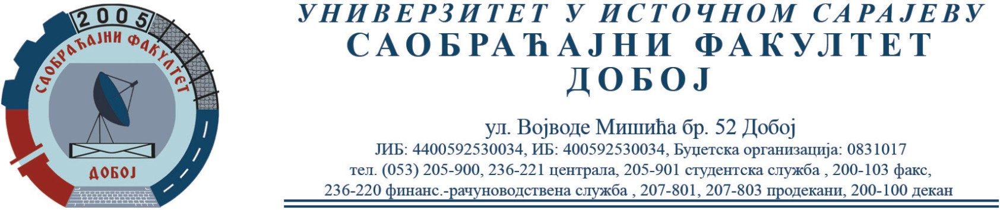 2005
САОБРАЋАЈНИ ФАКУЛТЕТ
ДОБОЈ
УНИВЕРЗИТЕТ У ИСТОЧНОМ САРАЈЕВУ
САОБРАЋАЈНИ ФАКУЛТЕТ
ДОБОЈ
ул. Војводе Мишића бр. 52 Добој
ЈИБ: 4400592530034, ИБ: 400592530034, Буџетска организација: 0831017
тел. (053) 205-900, 236-221 централа, 205-901 студентска служба , 200-103 факс,
236-220 финанс.-рачуноводствена служба , 207-801, 207-803 продекани, 200-100 декан